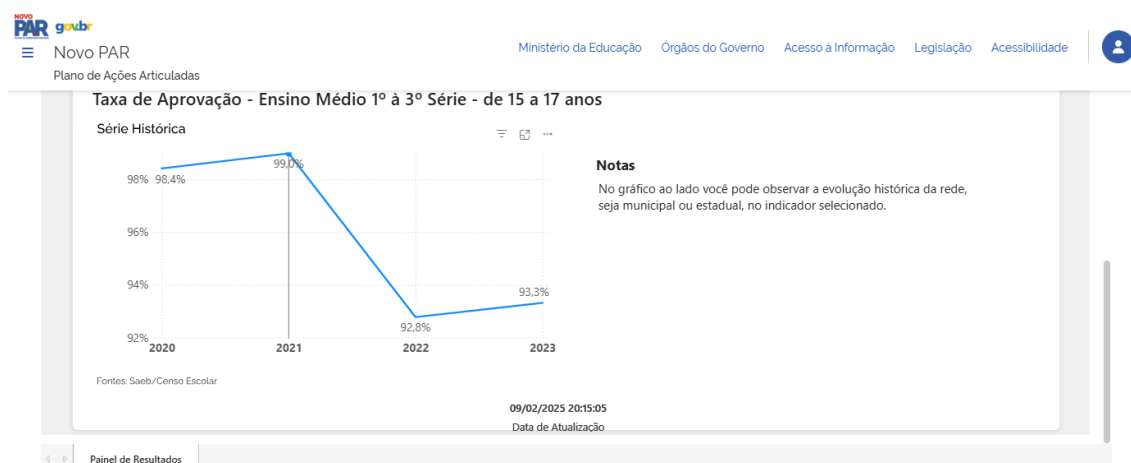 NOVO
PAR gov.br
Novo PAR
Plano de Ações Articuladas
Ministério da Educação Órgãos do Governo Acesso à Informação Legislação Acessibilidade
Taxa de Aprovação - Ensino Médio 1º à 3º Série - de 15 a 17 anos
Série Histórica
99,0%
98% 98,4%
96%
94%
93,3%
92,8%
92%
2020 2021 2022 2023
Notas
No gráfico ao lado você pode observar a evolução histórica da rede,
seja municipal ou estadual, no indicador selecionado.
Fontes: Saeb/Censo Escolar
09/02/2025 20:15:05
Data de Atualização
Painel de Resultados